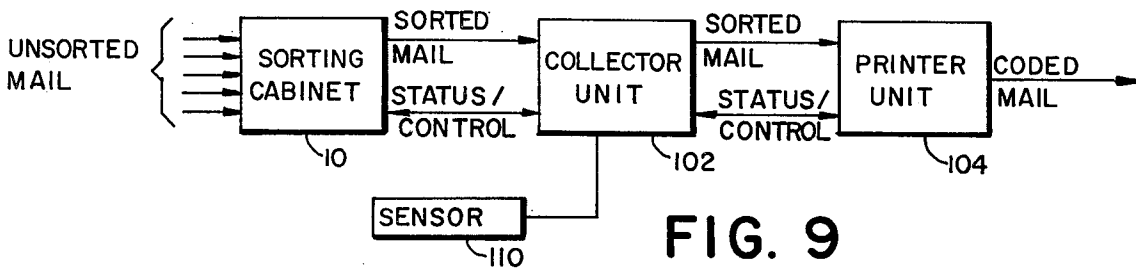 UNSORTED
MAIL
SORTING
CABINET
10
SORTED
MAIL
STATUS/
CONTROL
COLLECTOR
UNIT
102
SORTED
MAIL
STATUS/
CONTROL
PRINTER
UNIT
104
CODED
MAIL
SENSOR
110
FIG. 9